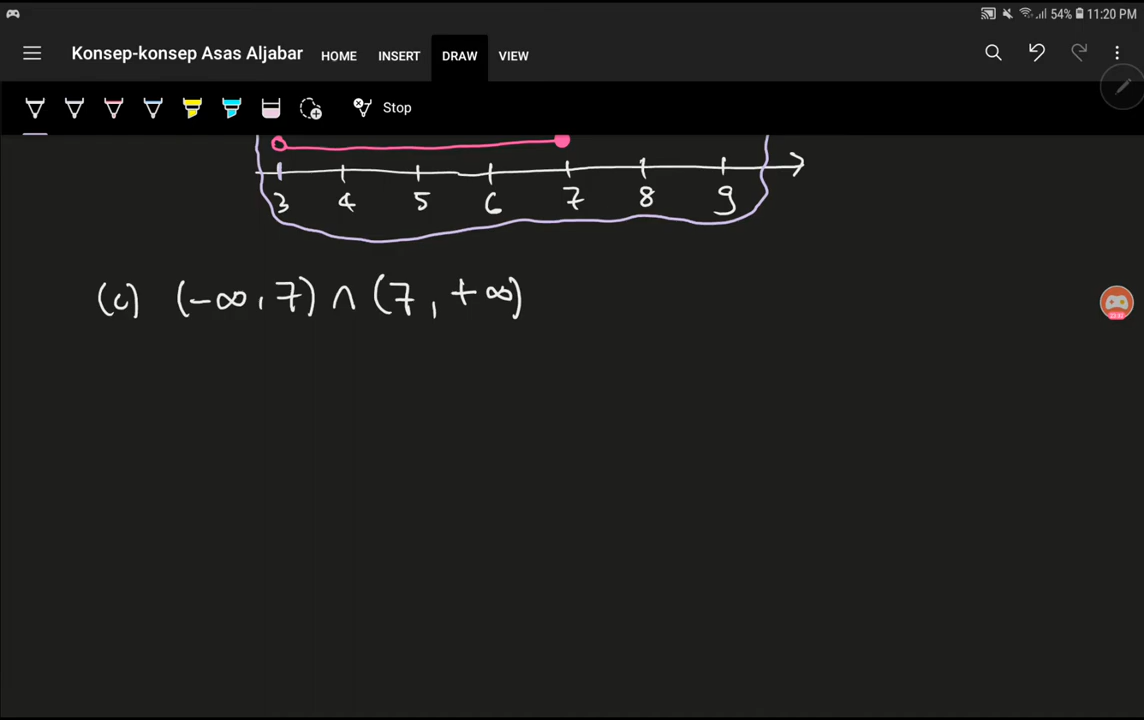 54% 11:20 PM
Konsep-konsep Asas Aljabar HOME INSERT DRAW VIEW
Stop
3 4 5 6 7 8 9
(c) (-∞, 7) ∩ (7, +∞)